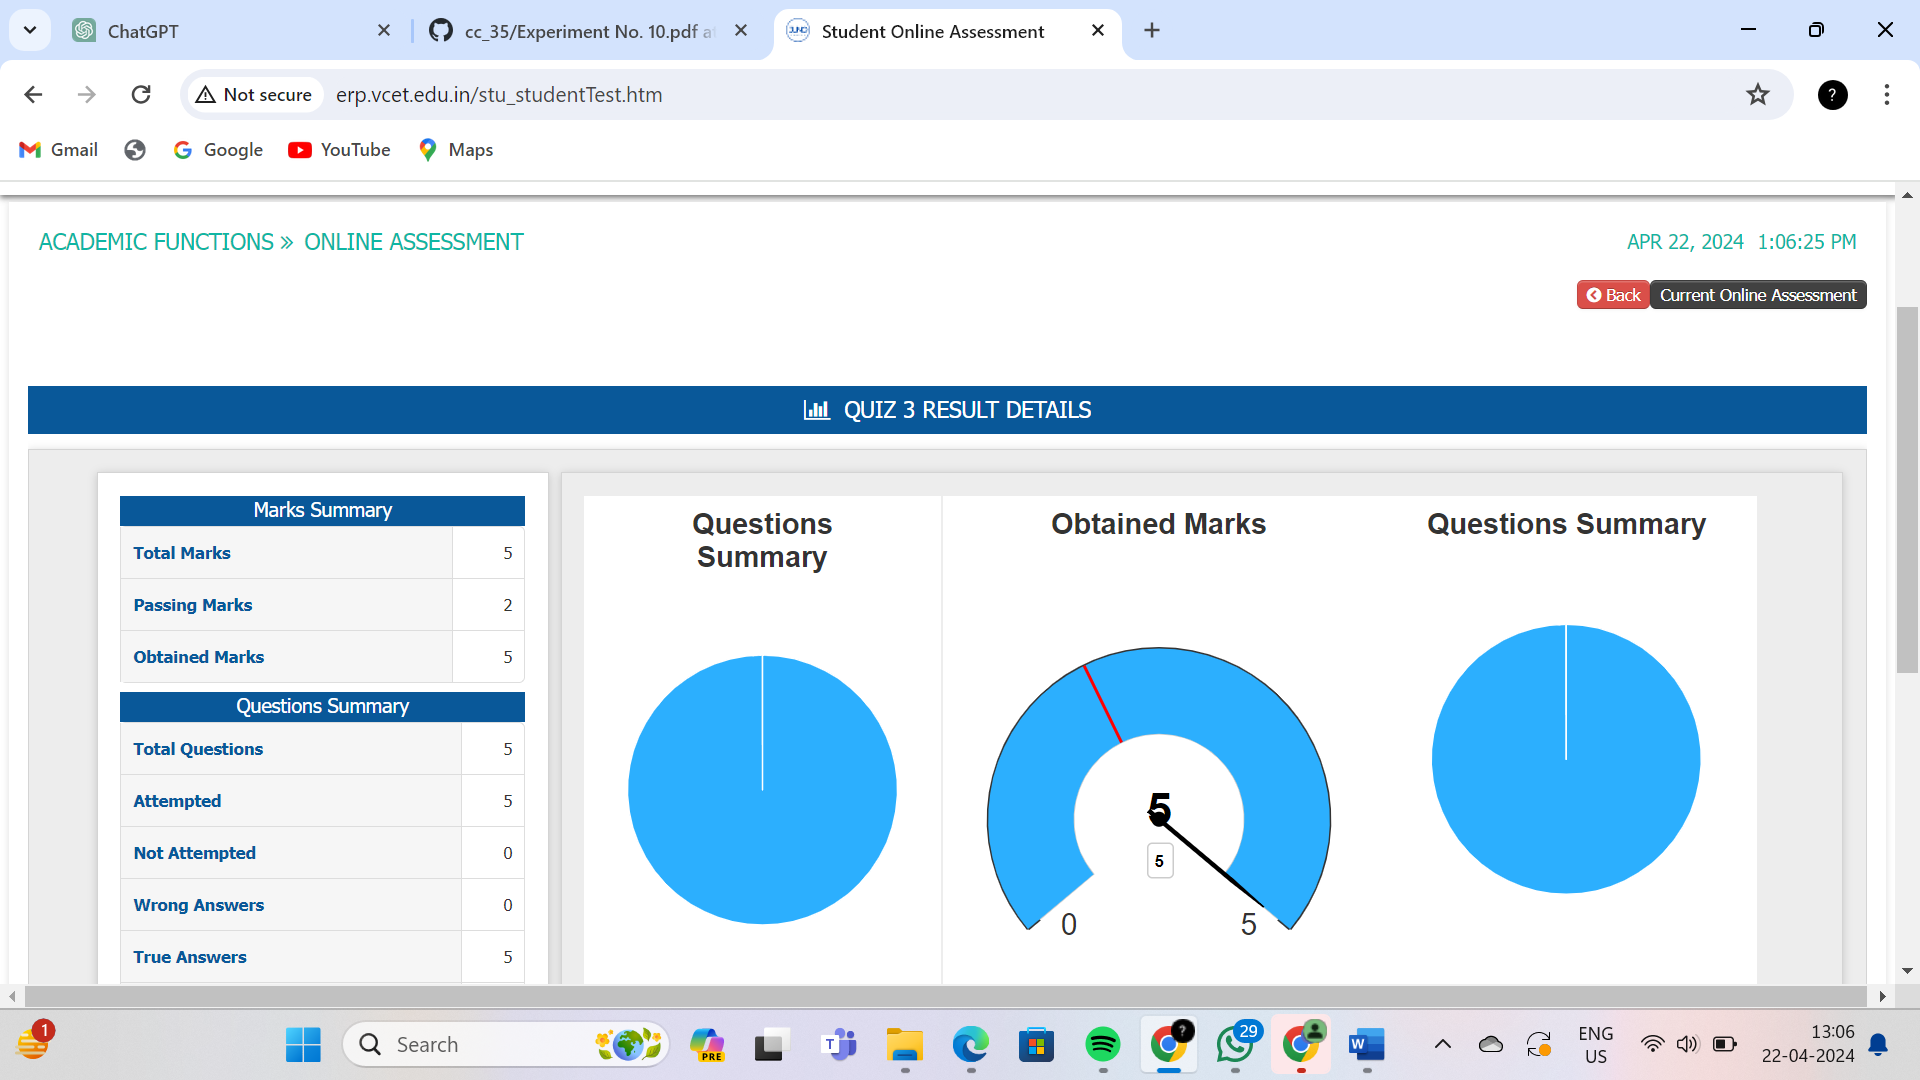 ChatGPT
cc_35/Experiment No. 10.pdf a
Student Online Assessment
Not secure
erp.vcet.edu.in/stu_studentTest.htm
?
Gmail
Google
YouTube
Maps
ACADEMIC FUNCTIONS » ONLINE ASSESSMENT
APR 22, 2024 1:06:25 PM
Back
Current Online Assessment
QUIZ 3 RESULT DETAILS
Marks Summary
Total Marks 5
Passing Marks 2
Obtained Marks 5
Questions Summary
Total Questions 5
Attempted 5
Not Attempted 0
Wrong Answers 0
True Answers 5
Questions
Summary
Obtained Marks
5
5
0 5
Questions Summary
1
Search
PRE
T
?
29
W
ENG
US
13:06
22-04-2024